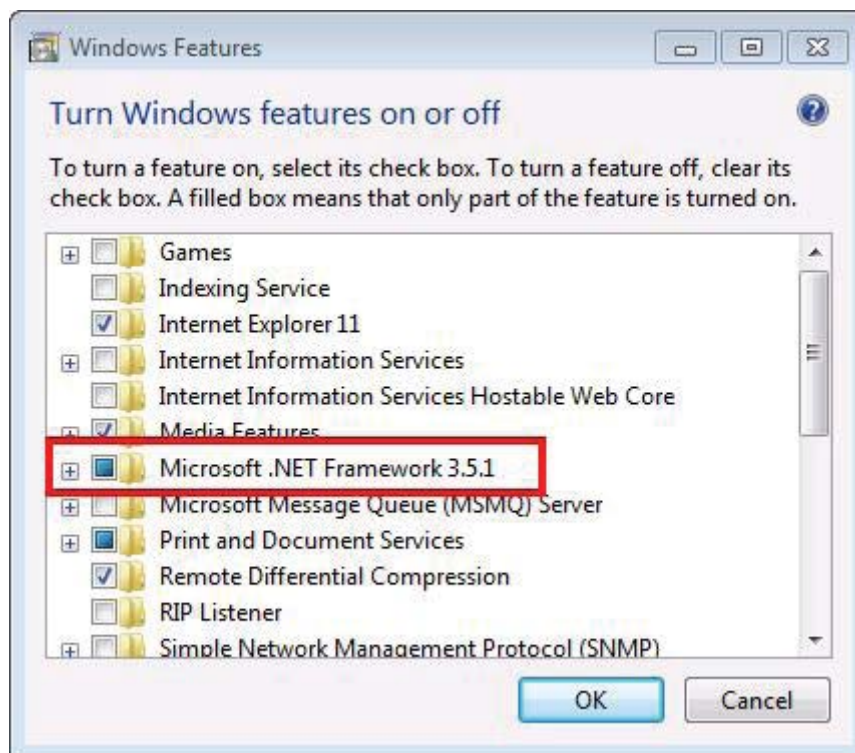 Windows Features
Turn Windows features on or off
To turn a feature on, select its check box. To turn a feature off, clear its
check box. A filled box means that only part of the feature is turned on.
Games
Indexing Service
Internet Explorer 11
Internet Information Services
Internet Information Services Hostable Web Core
Media Features
Microsoft .NET Framework 3.5.1
Microsoft Message Queue (MSMQ) Server
Print and Document Services
Remote Differential Compression
RIP Listener
Simple Network Management Protocol (SNMP)
OK Cancel